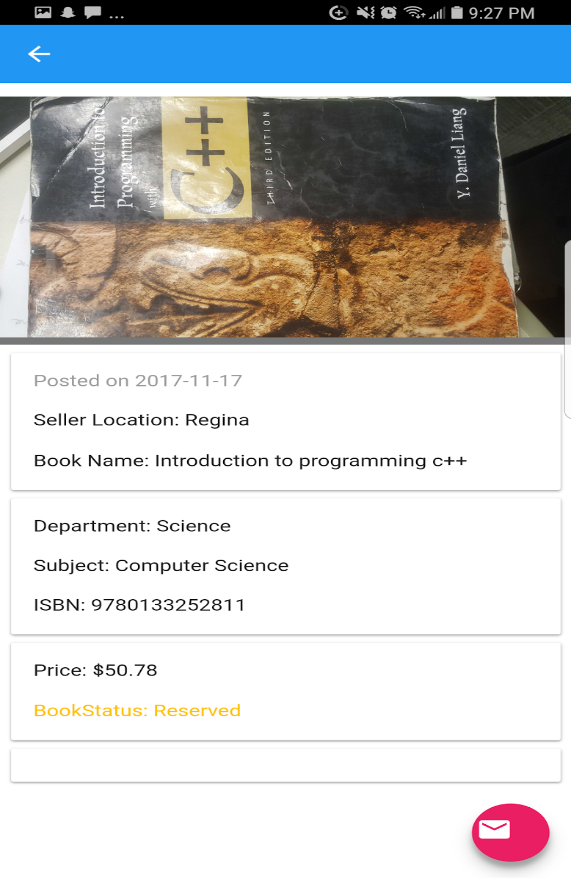 ...
9:27 PM
Introduction to
Programming
with
C++
THIRD EDITION
Y. Daniel Liang
Posted on 2017-11-17
Seller Location: Regina
Book Name: Introduction to programming c++
Department: Science
Subject: Computer Science
ISBN: 9780133252811
Price: $50.78
BookStatus: Reserved